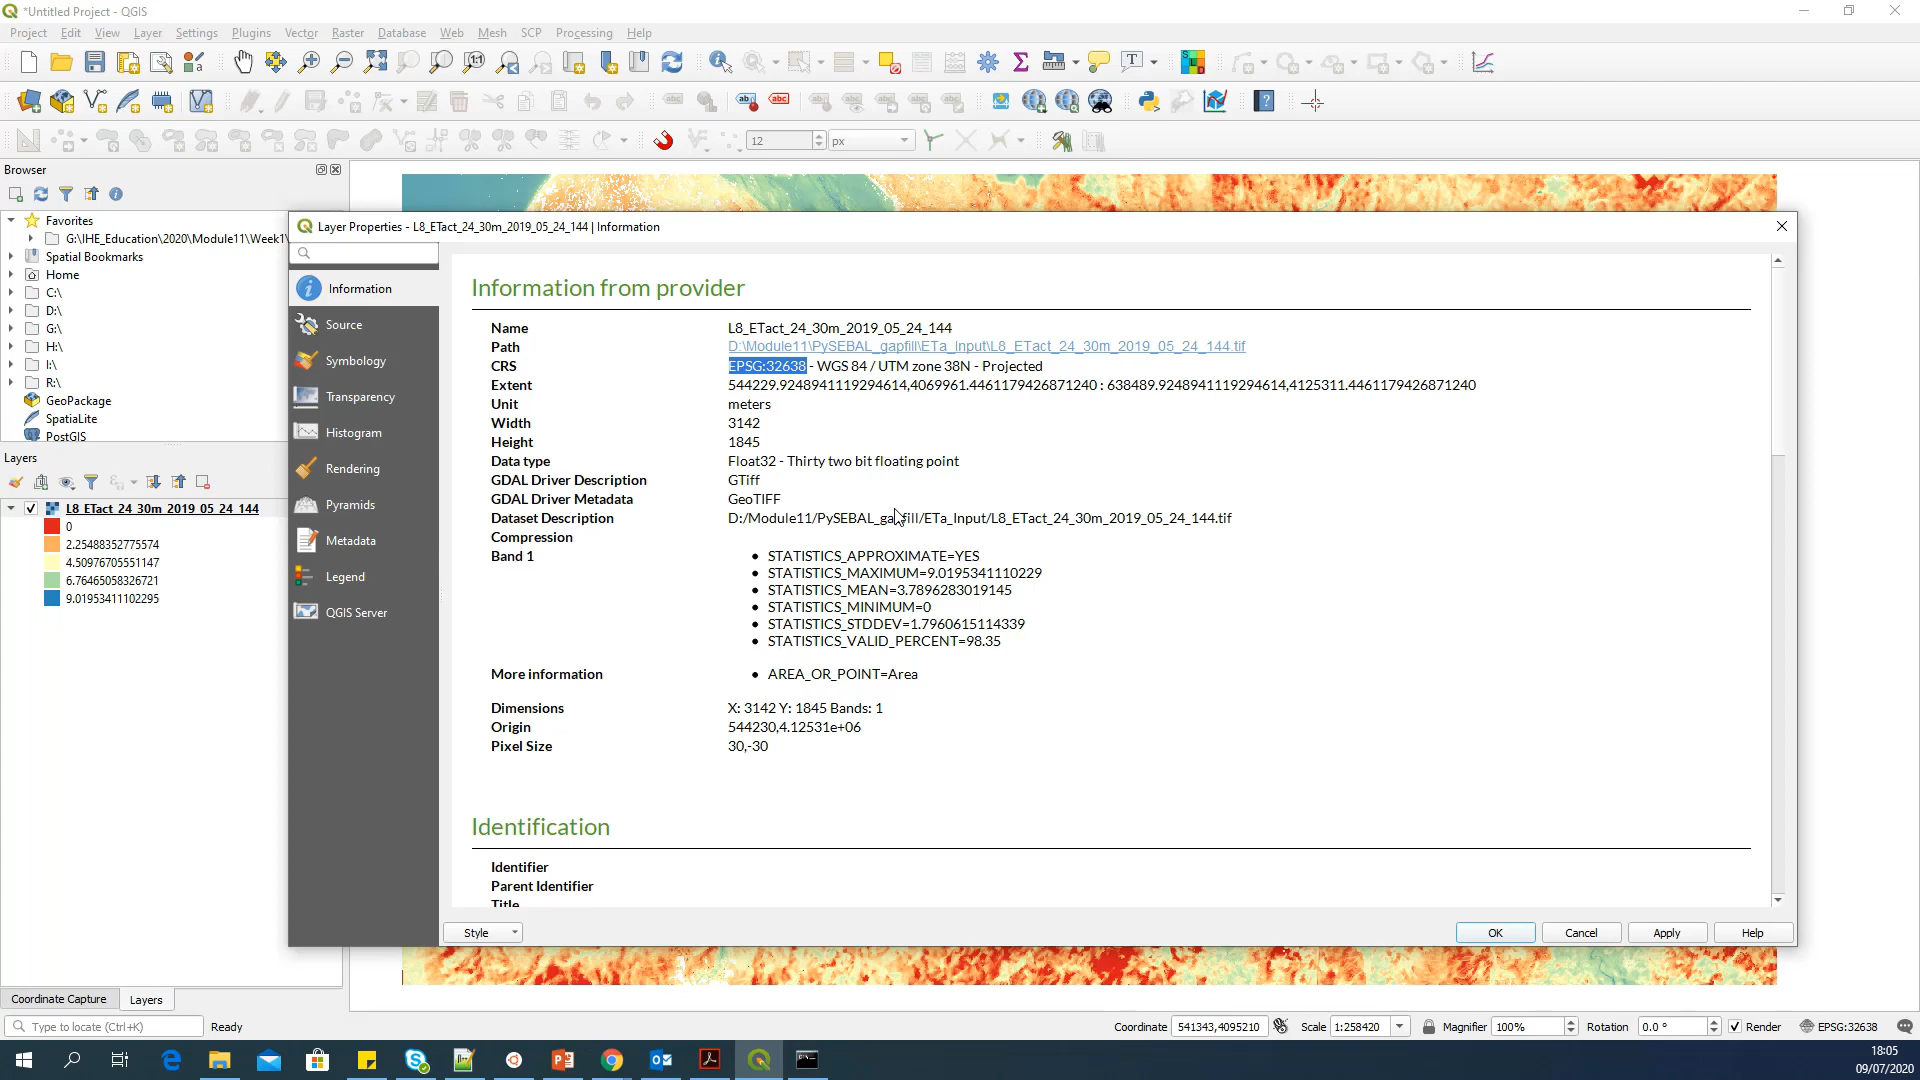 *Untitled Project - QGIS
Project Edit View Layer Settings Plugins Vector Raster Database Web Mesh SCP Processing Help
12 px
Browser
Favorites
G:\IHE_Education\2020\Module11\Week1\
Spatial Bookmarks
Home
C:\
D:\
G:\
H:\
I:\
R:\
GeoPackage
SpatiaLite
PostGIS
Layers
L8_ETact_24_30m_2019_05_24_144
0
2.25488352775574
4.50976705551147
6.76465058326721
9.01953411102295
Coordinate Capture Layers
Layer Properties - L8_ETact_24_30m_2019_05_24_144 | Information
Information
Source
Symbology
Transparency
Histogram
Rendering
Pyramids
Metadata
Legend
QGIS Server
Information from provider
Name L8_ETact_24_30m_2019_05_24_144
Path D:\Module11\PySEBAL_gapfill\ETa_Input\L8_ETact_24_30m_2019_05_24_144.tif
CRS EPSG:32638 - WGS 84 / UTM zone 38N - Projected
Extent 544229.9248941119294614,4069961.4461179426871240 : 638489.9248941119294614,4125311.4461179426871240
Unit meters
Width 3142
Height 1845
Data type Float32 - Thirty two bit floating point
GDAL Driver Description GTiff
GDAL Driver Metadata GeoTIFF
Dataset Description D:/Module11/PySEBAL_gapfill/ETa_Input/L8_ETact_24_30m_2019_05_24_144.tif
Compression
Band 1 • STATISTICS_APPROXIMATE=YES
• STATISTICS_MAXIMUM=9.0195341110229
• STATISTICS_MEAN=3.7896283019145
• STATISTICS_MINIMUM=0
• STATISTICS_STDDEV=1.7960615114339
• STATISTICS_VALID_PERCENT=98.35
More information • AREA_OR_POINT=Area
Dimensions X: 3142 Y: 1845 Bands: 1
Origin 544230,4.12531e+06
Pixel Size 30,-30
Identification
Identifier
Parent Identifier
Title
Style OK Cancel Apply Help
Type to locate (Ctrl+K) Ready Coordinate 541343,4095210 Scale 1:258420 Magnifier 100% Rotation 0.0 ° Render EPSG:32638
18:05
09/07/2020